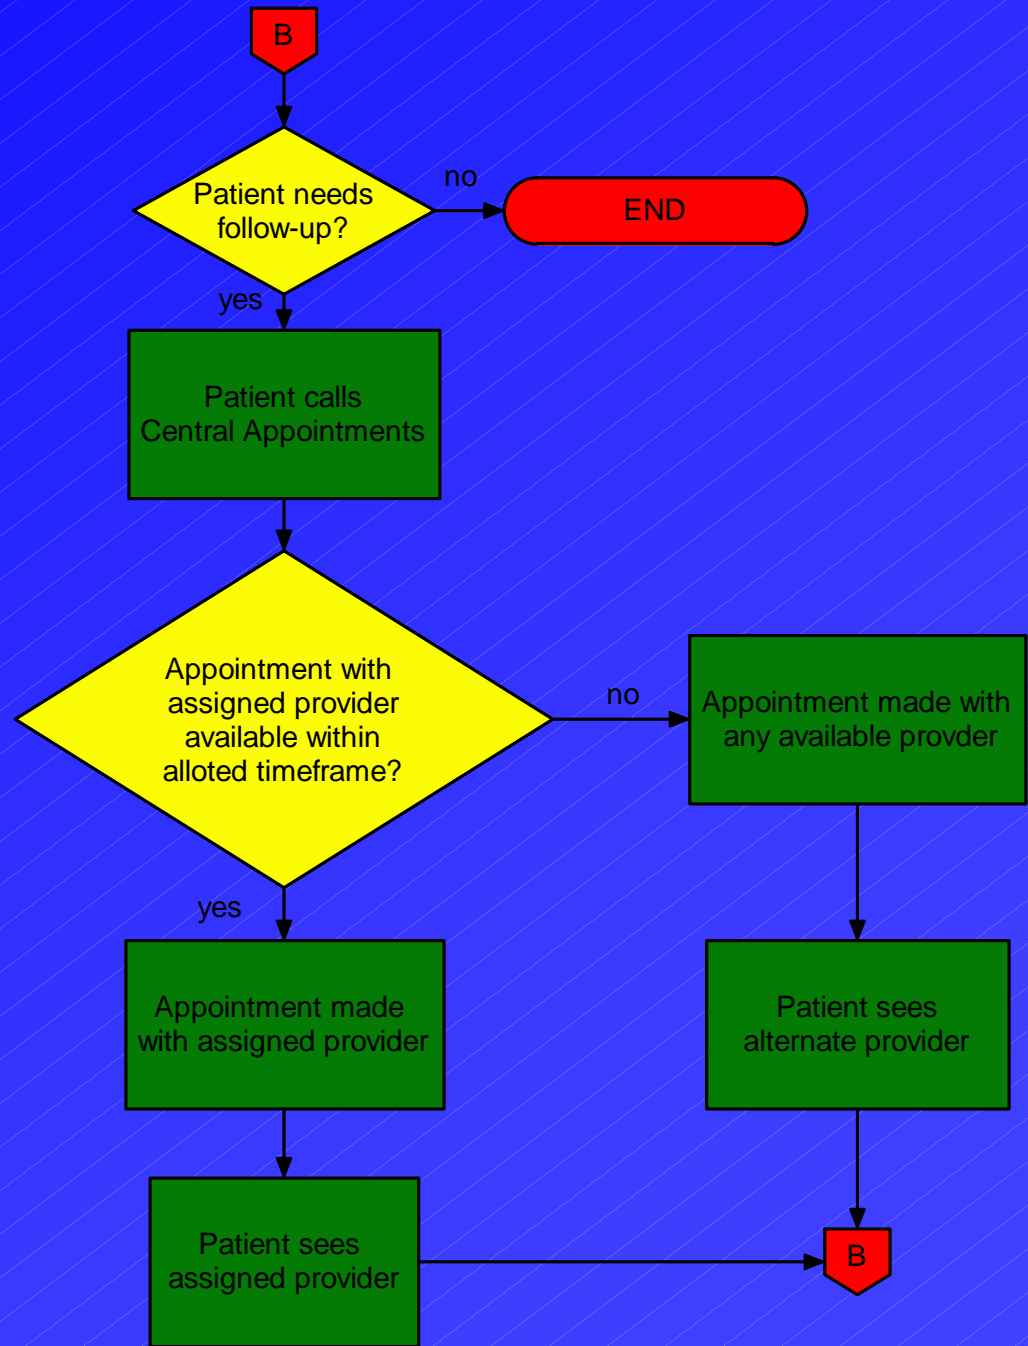 B
Patient needs
follow-up?
no
END
yes
Patient calls
Central Appointments
Appointment with
assigned provider
available within
alloted timeframe?
no
Appointment made with
any available provder
yes
Appointment made
with assigned provider
Patient sees
alternate provider
Patient sees
assigned provider
B